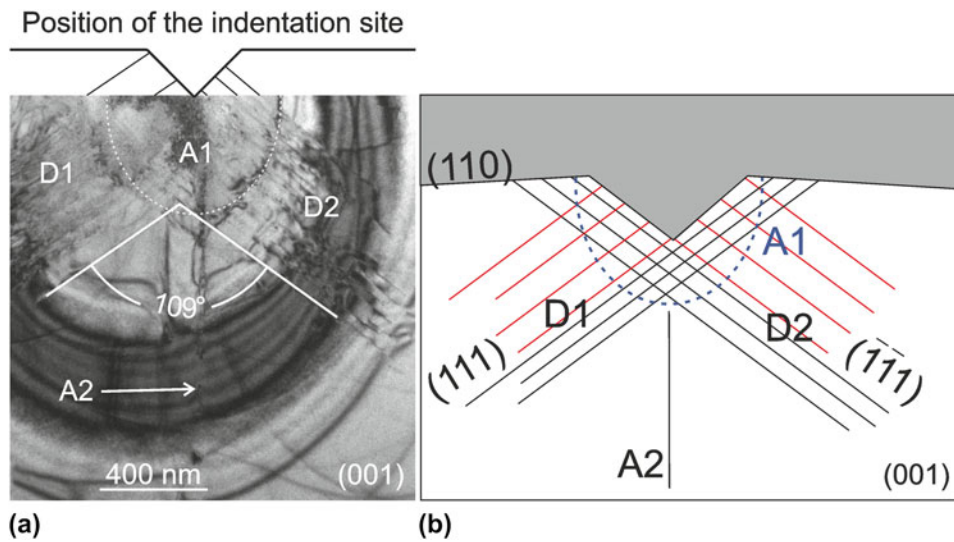 Position of the indentation site
D1
A1
D2
109°
A2
400 nm
(001)
(a)
(110)
A1
D1
D2
(111)
(1̅1̅1)
A2
(001)
(b)